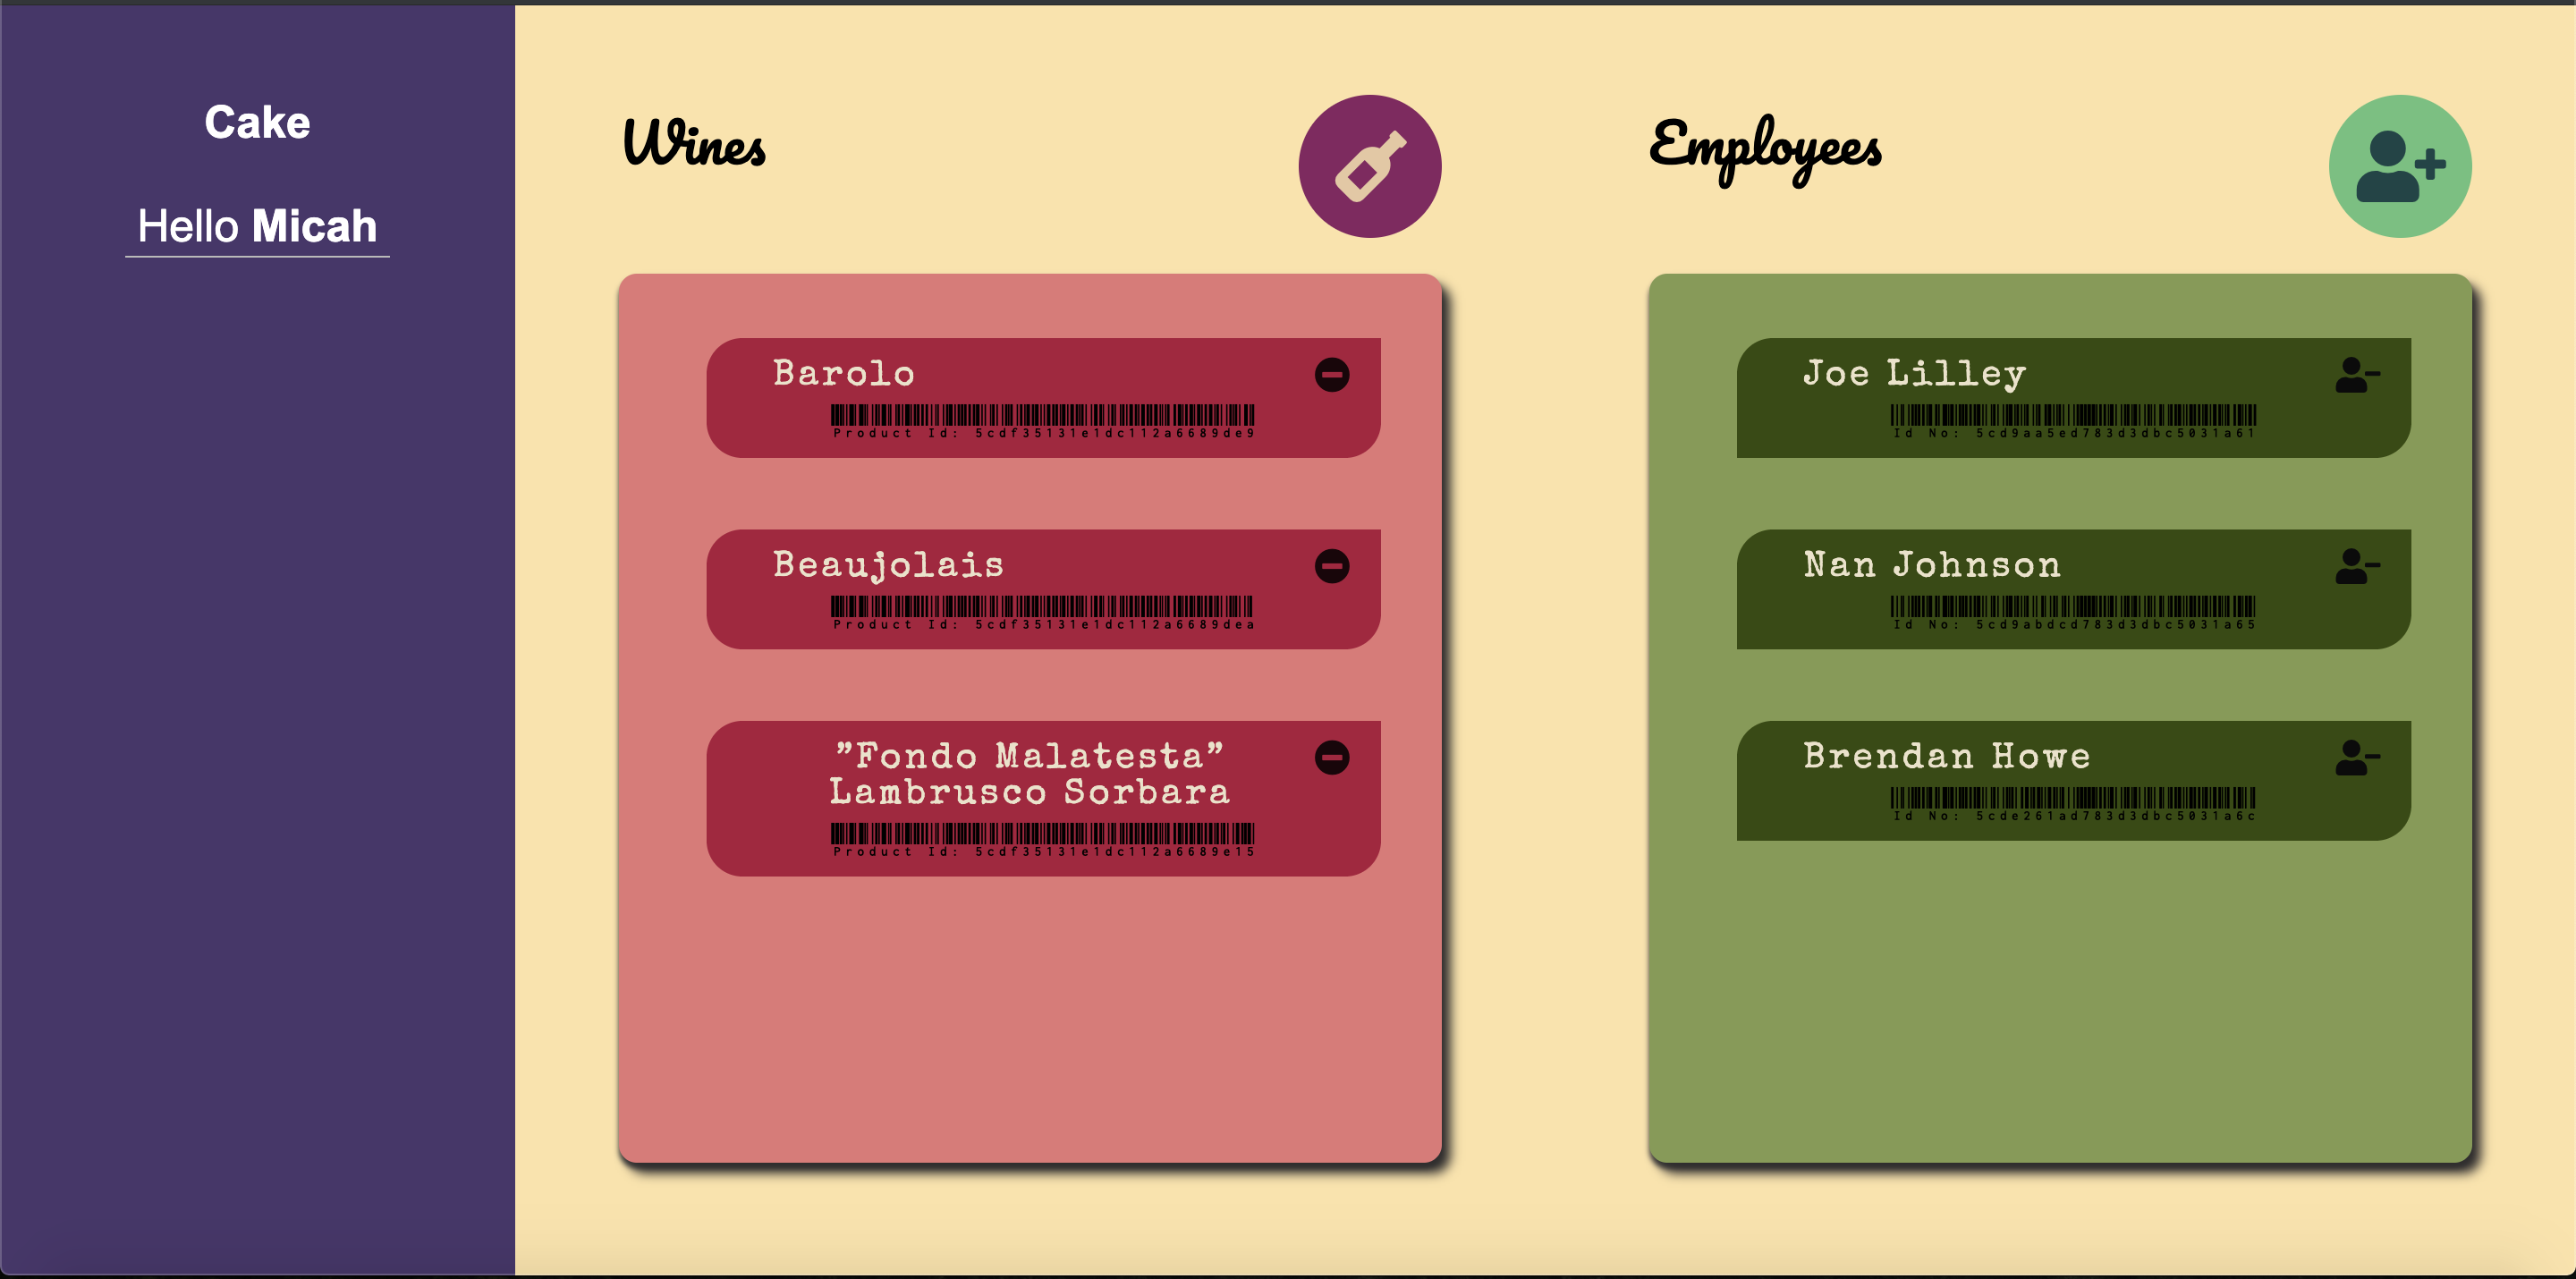 Cake
Hello Micah
Wines
Barolo
Product Id: 5cdf35131e1dc112a6689de9
Beaujolais
Product Id: 5cdf35131e1dc112a6689dea
”Fondo Malatesta”
Lambrusco Sorbara
Product Id: 5cdf35131e1dc112a6689e15
Employees
Joe Lilley
Id No: 5cd9aa5ed783d3dbc5031a61
Nan Johnson
Id No: 5cd9abdcd783d3dbc5031a65
Brendan Howe
Id No: 5cde261ad783d3dbc5031a6c